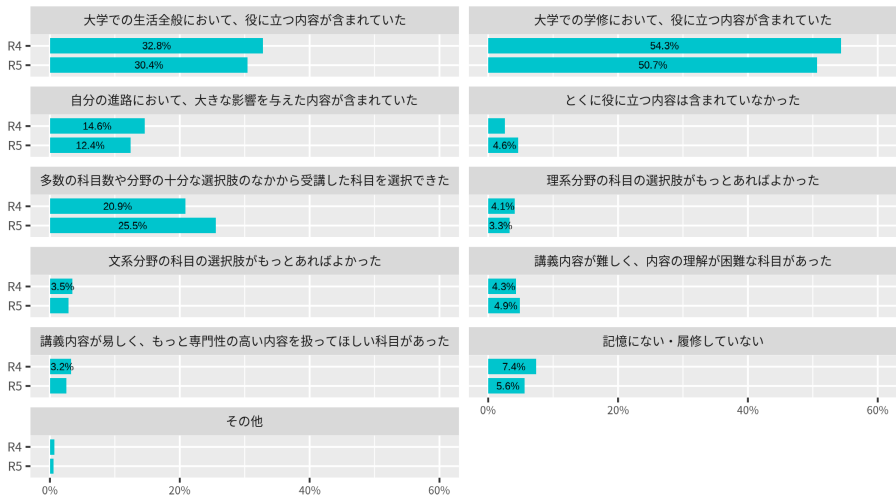 大学での生活全般において、役に立つ内容が含まれていた
R4 32.8%
R5 30.4%
大学での学修において、役に立つ内容が含まれていた
54.3%
50.7%
自分の進路において、大きな影響を与えた内容が含まれていた
R4 14.6%
R5 12.4%
とくに役に立つ内容は含まれていなかった
4.6%
多数の科目数や分野の十分な選択肢のなかから受講した科目を選択できた
R4 20.9%
R5 25.5%
理系分野の科目の選択肢がもっとあればよかった
4.1%
3.3%
文系分野の科目の選択肢がもっとあればよかった
R4 3.5%
R5
講義内容が難しく、内容の理解が困難な科目があった
4.3%
4.9%
講義内容が易しく、もっと専門性の高い内容を扱ってほしい科目があった
R4 3.2%
R5
記憶にない・履修していない
7.4%
5.6%
0% 20% 40% 60%
その他
R4
R5
0% 20% 40% 60%